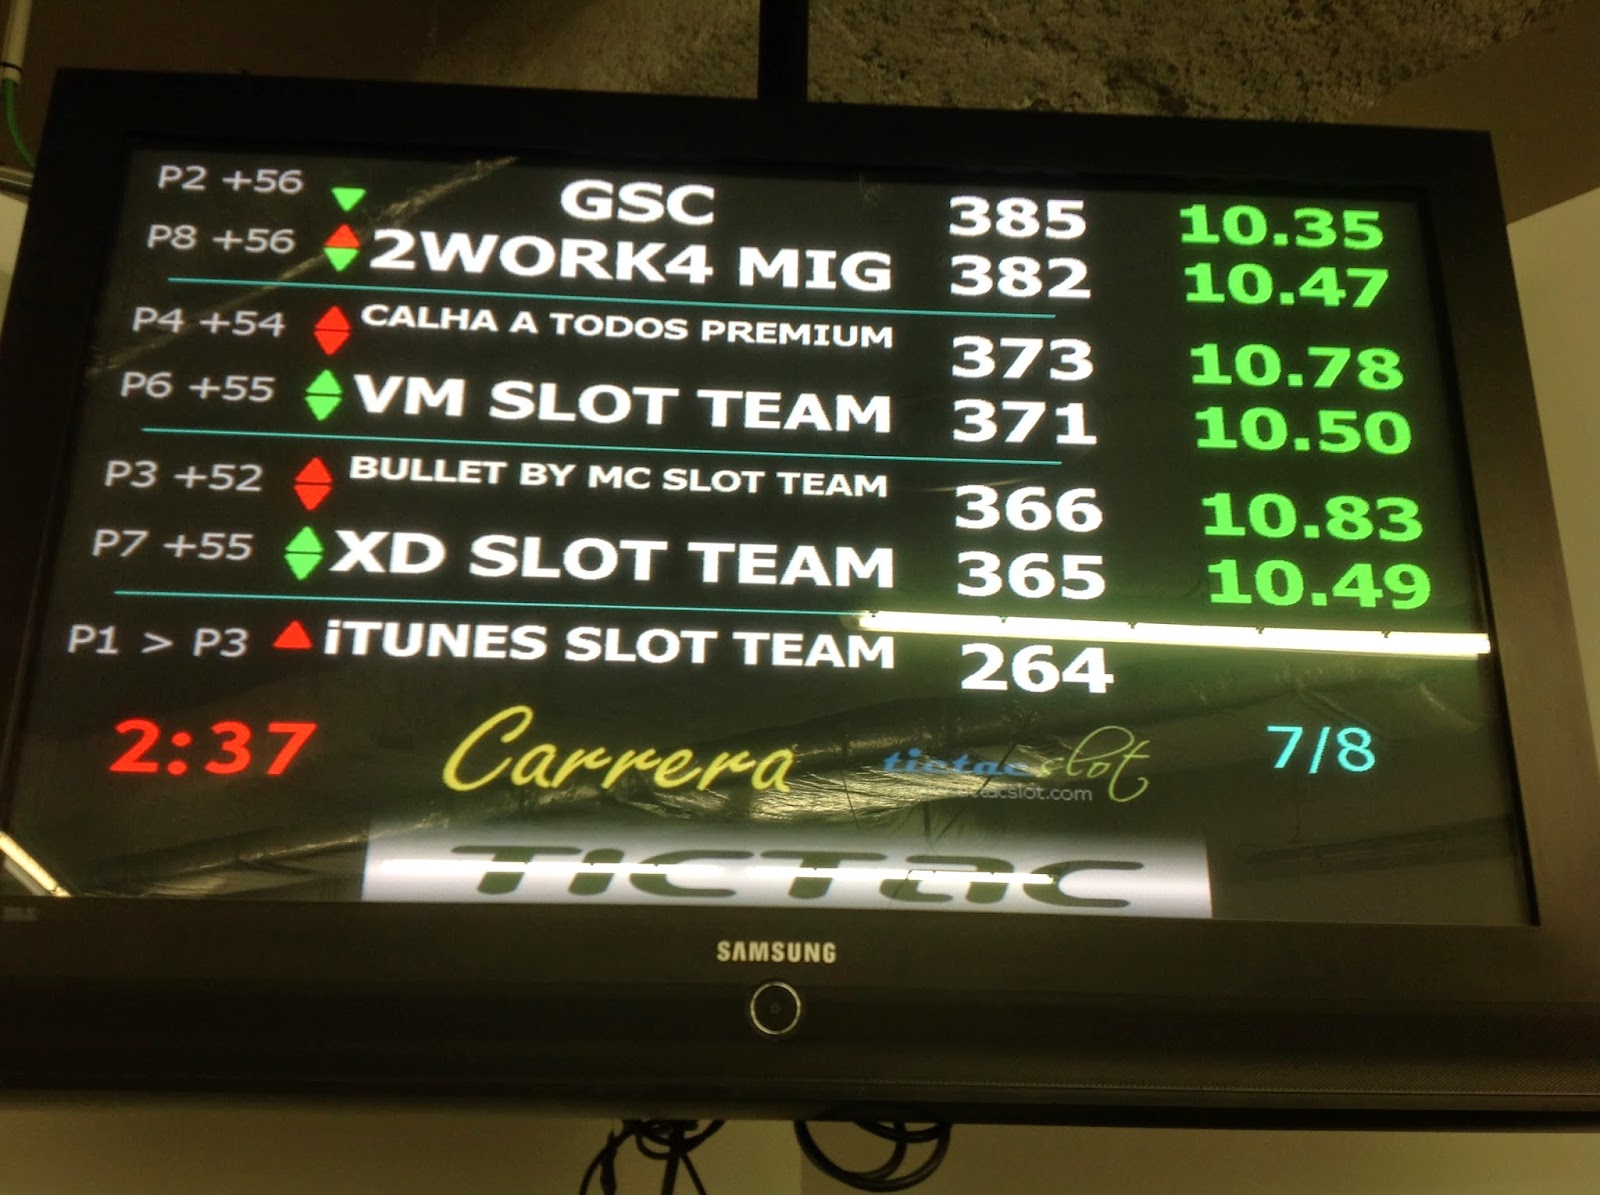 P2 +56 GSC 385 10.35
P8 +56 2WORK4 MIG 382 10.47
P4 +54 CALHA A TODOS PREMIUM 373 10.78
P6 +55 VM SLOT TEAM 371 10.50
P3 +52 BULLET BY MC SLOT TEAM 366 10.83
P7 +55 XD SLOT TEAM 365 10.49
P1 > P3 iTUNES SLOT TEAM 264
2:37 Carrera tictac slot 7/8
TICTAC
SAMSUNG